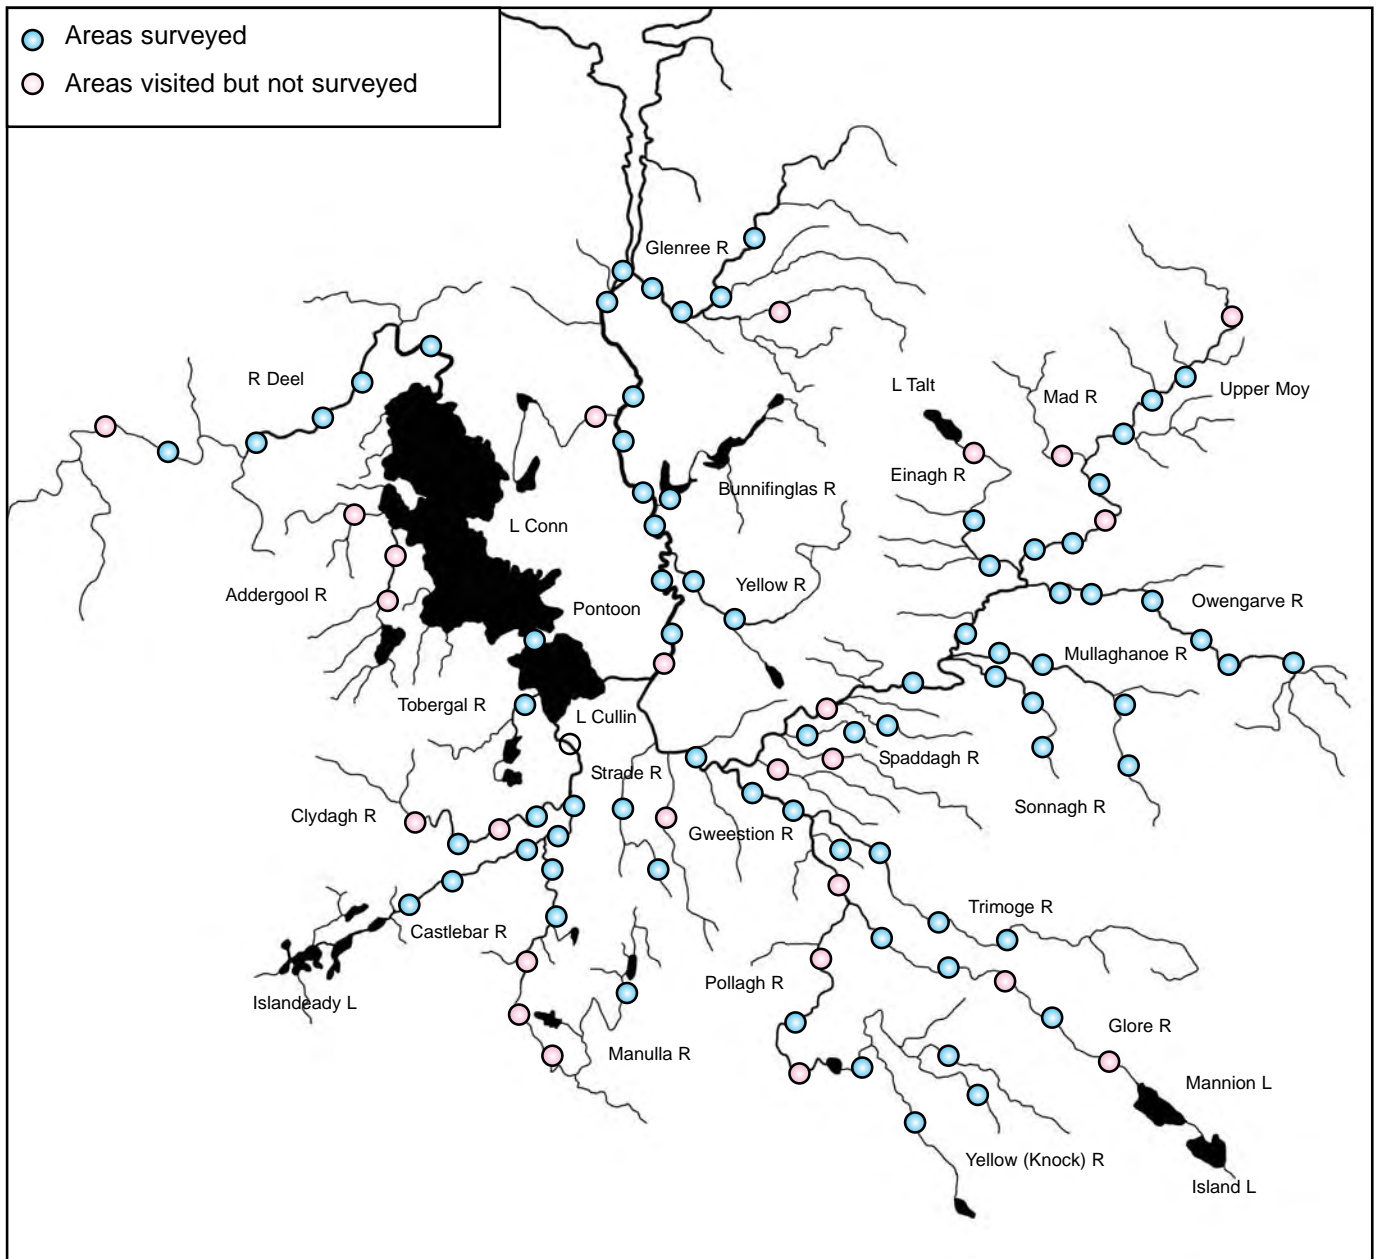 Areas surveyed
Areas visited but not surveyed
Glenree R
R Deel
L Talt
Mad R
Upper Moy
Einagh R
Bunnifinglas R
L Conn
Yellow R
Addergool R
Pontoon
Owengarve R
Mullaghanoe R
Tobergal R
L Cullin
Spaddagh R
Strade R
Sonnagh R
Clydagh R
Gweestion R
Trimoge R
Castlebar R
Pollagh R
Islandeady L
Glore R
Manulla R
Mannion L
Yellow (Knock) R
Island L